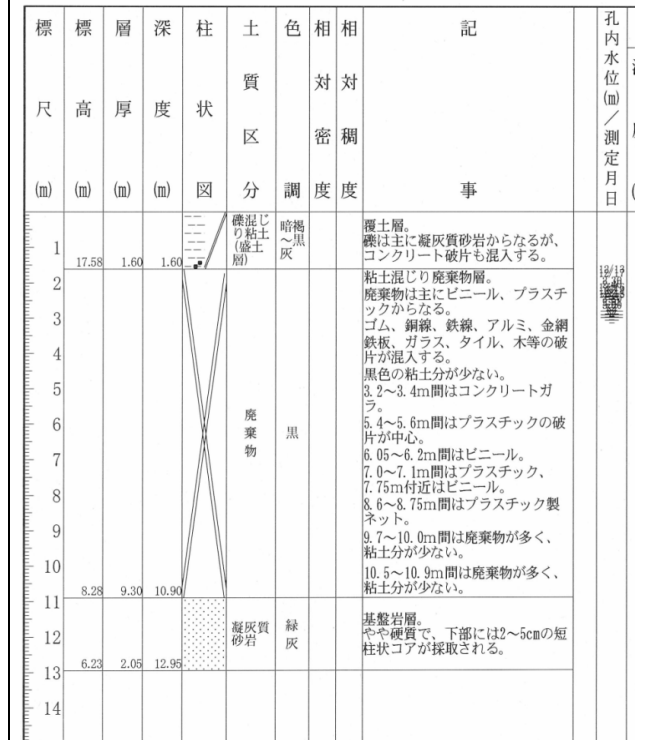 標尺(m)
標高(m)
層厚(m)
深度(m)
柱状図
土質区分
色調
相対密度
相対稠度
記事
孔内水位(m)/測定月日
1
2
3
4
5
6
7
8
9
10
11
12
13
14
17.58 1.60 1.60
礫混じ
り粘土
(盛土
層)
暗褐
~黒
灰
覆土層。
礫は主に凝灰質砂岩からなるが、
コンクリート破片も混入する。
8.28 9.30 10.90
廃棄物
黒
粘土混じり廃棄物層。
廃棄物は主にビニール、プラスチ
ックからなる。
ゴム、銅線、鉄線、アルミ、金網
鉄板、ガラス、タイル、木等の破
片が混入する。
黒色の粘土分が少ない。
3.2~3.4m間はコンクリートガ
ラ。
5.4~5.6m間はプラスチックの破
片が中心。
6.05~6.2m間はビニール。
7.0~7.1m間はプラスチック、
7.75m付近はビニール。
8.6~8.75m間はプラスチック製
ネット。
9.7~10.0m間は廃棄物が多く、
粘土分が少ない。
10.5~10.9m間は廃棄物が多く、
粘土分が少ない。
6.23 2.05 12.95
凝灰質
砂岩
緑
灰
基盤岩層。
やや硬質で、下部には2~5cmの短
柱状コアが採取される。